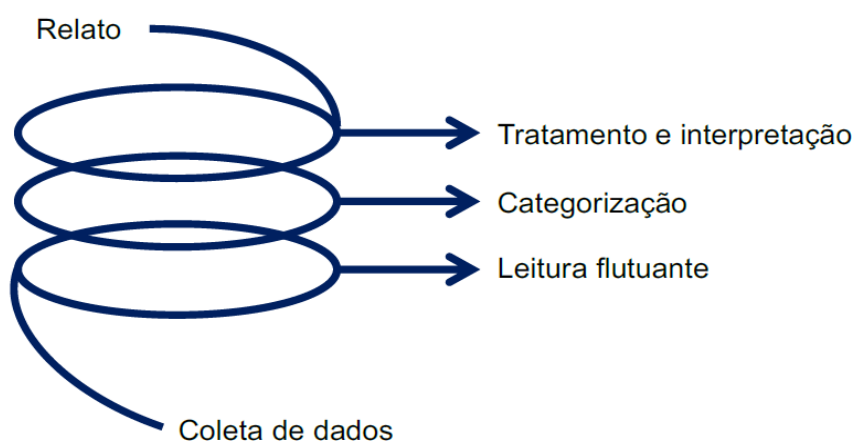 Relato
Tratamento e interpretação
Categorização
Leitura flutuante
Coleta de dados